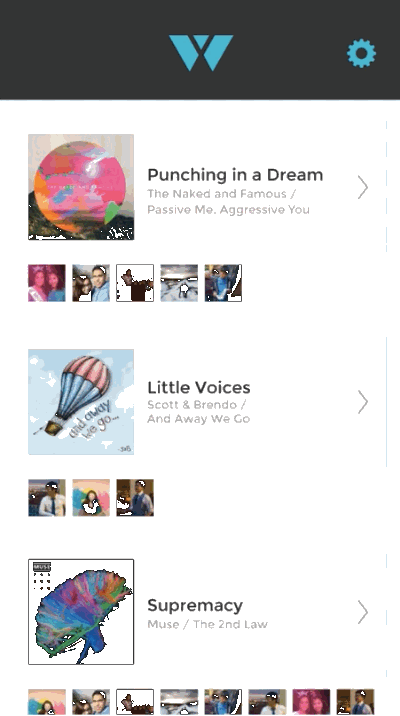 Punching in a Dream
The Naked and Famous /
Passive Me, Aggressive You
Little Voices
Scott & Brendo /
And Away We Go
and away
we go...
Supremacy
Muse / The 2nd Law